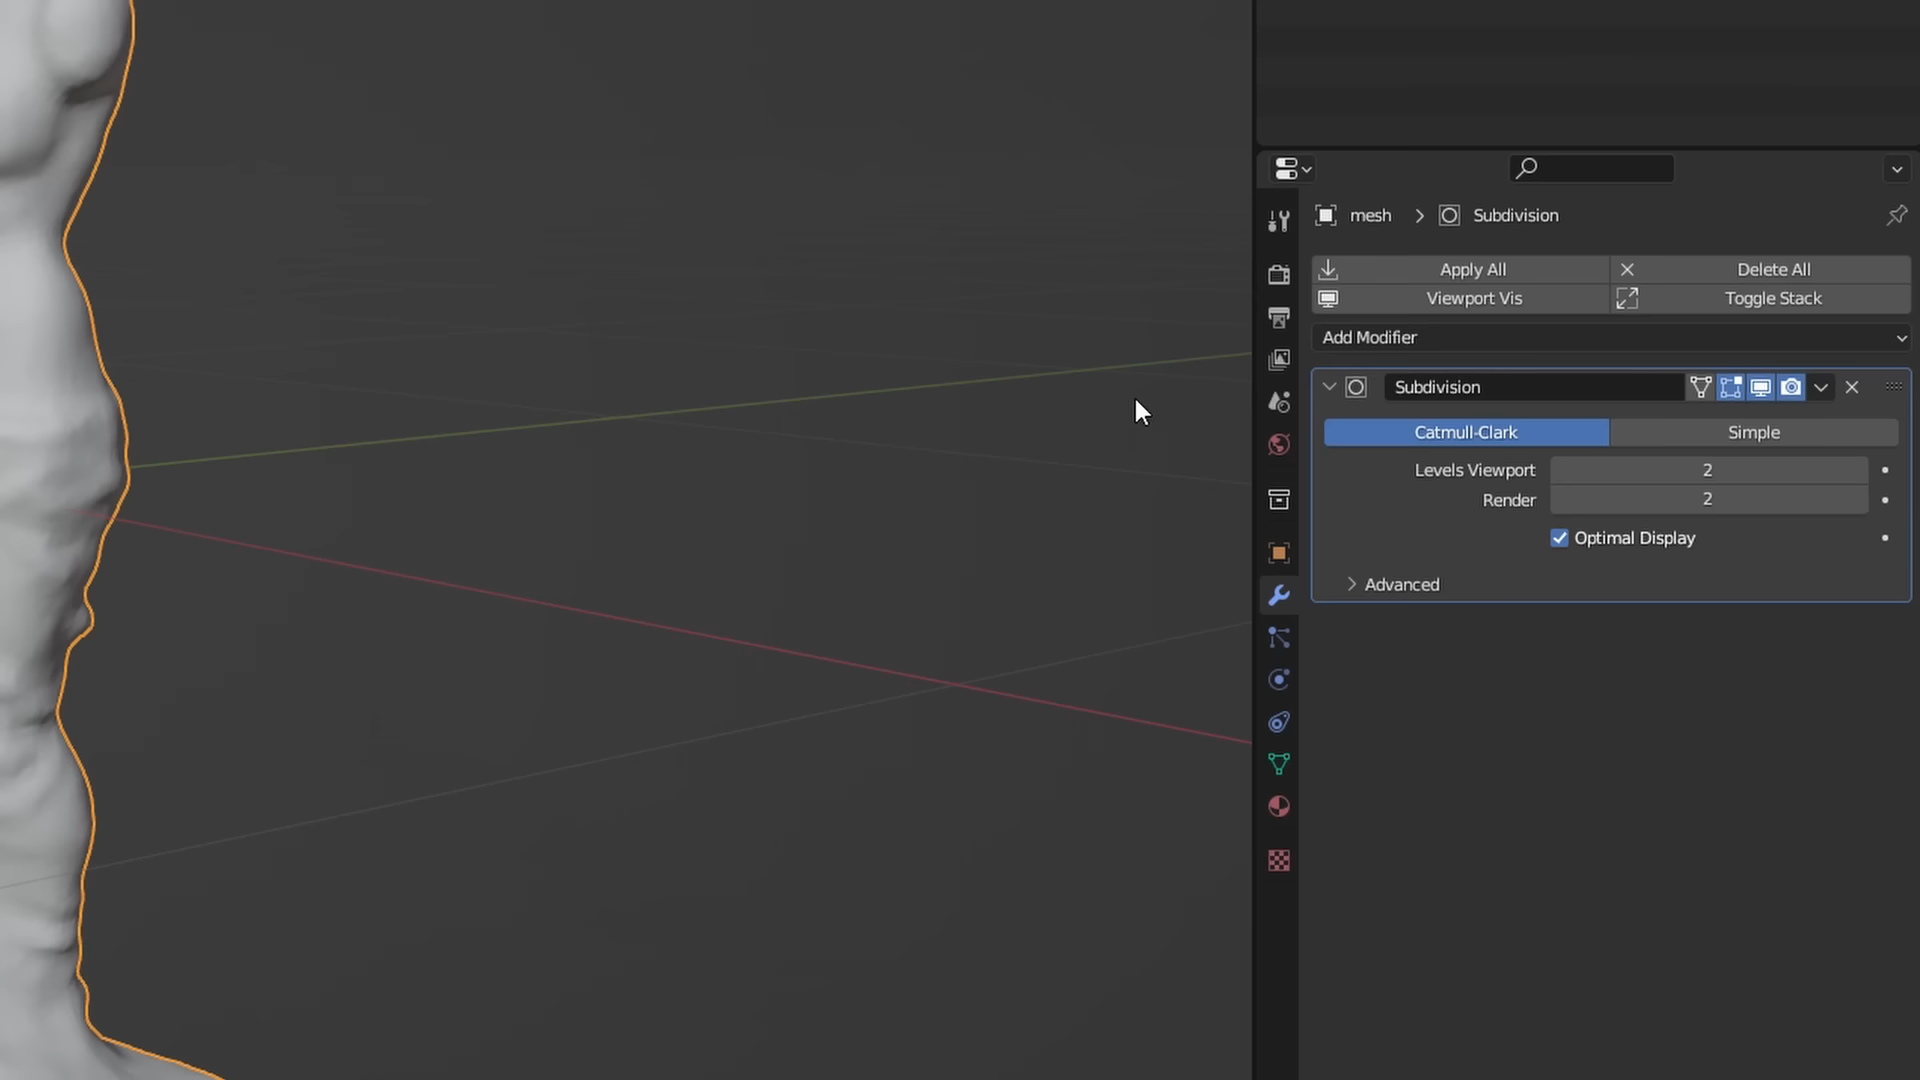 mesh > Subdivision
Apply All Delete All
Viewport Vis Toggle Stack
Add Modifier
Subdivision
Catmull-Clark Simple
Levels Viewport 2
Render 2
Optimal Display
Advanced